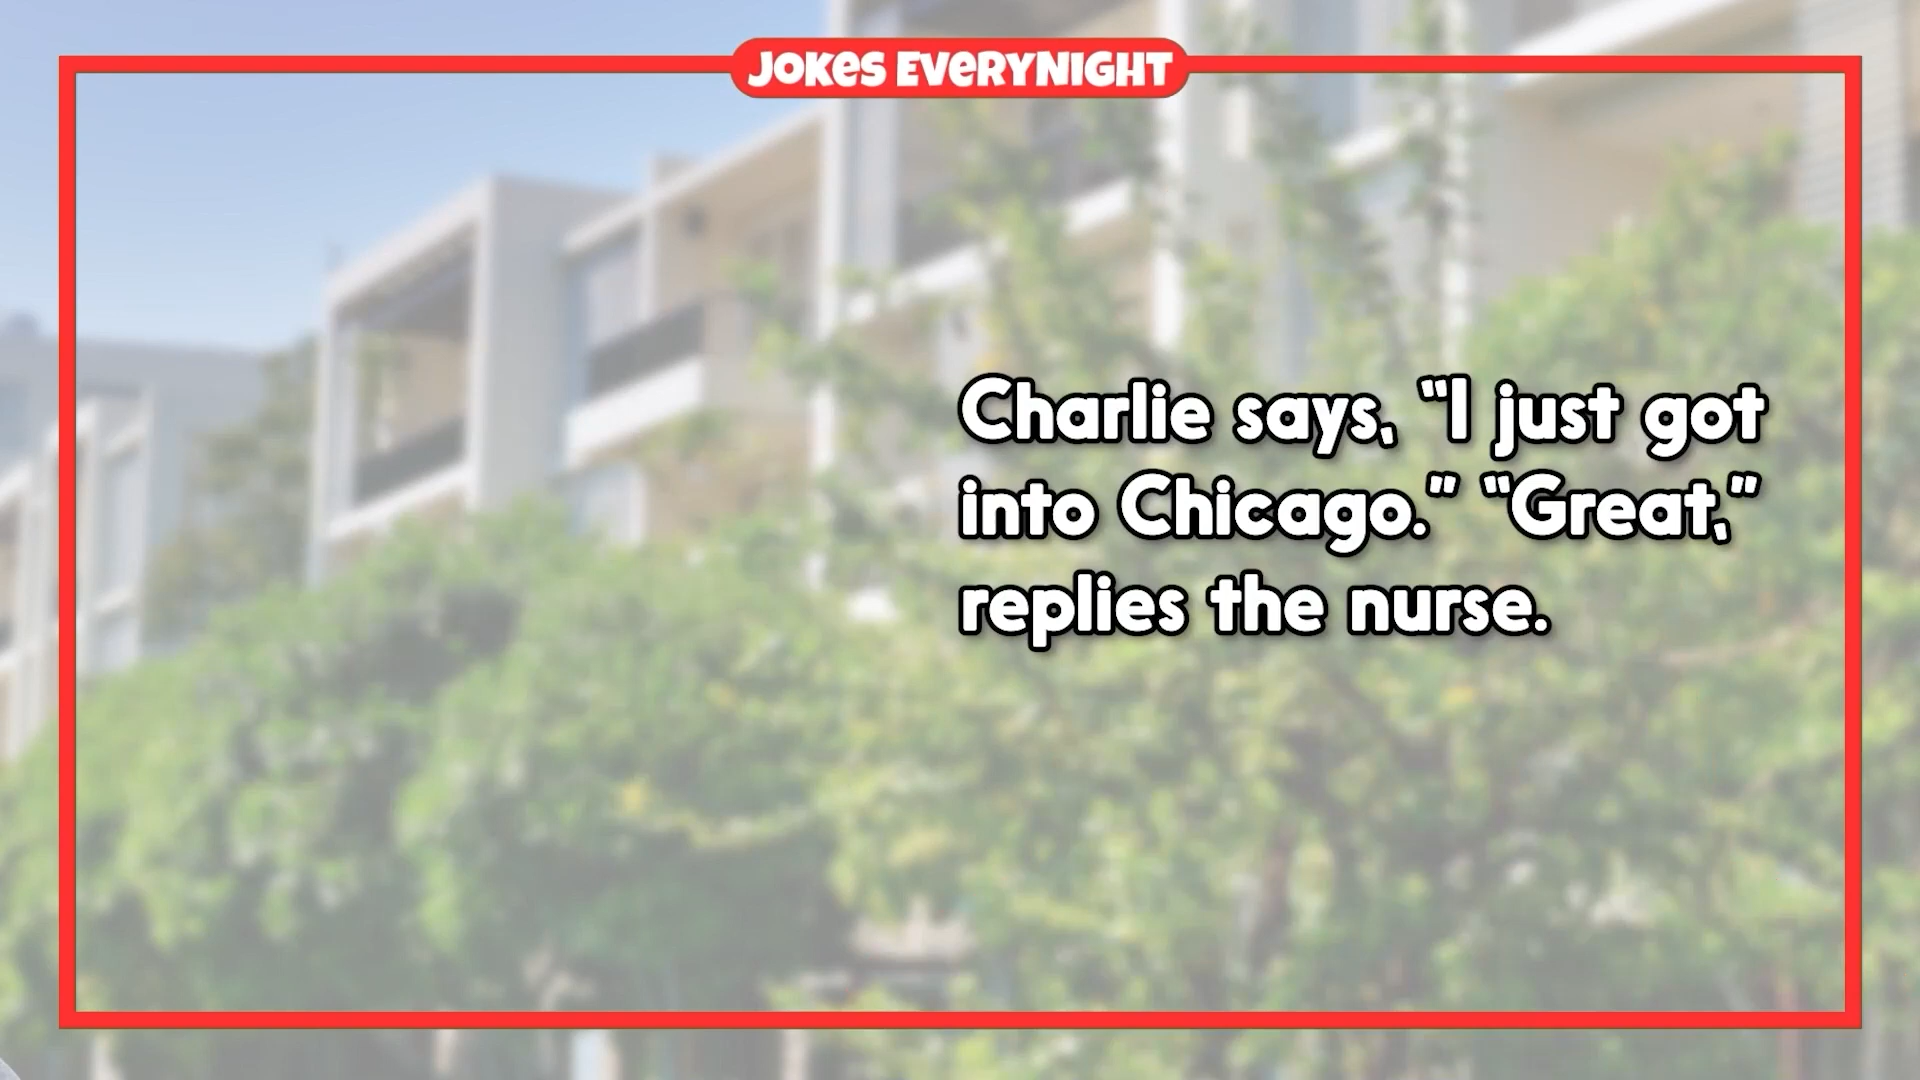 JOKES EVERYNIGHT
Charlie says, “I just got
into Chicago.” “Great,”
replies the nurse.